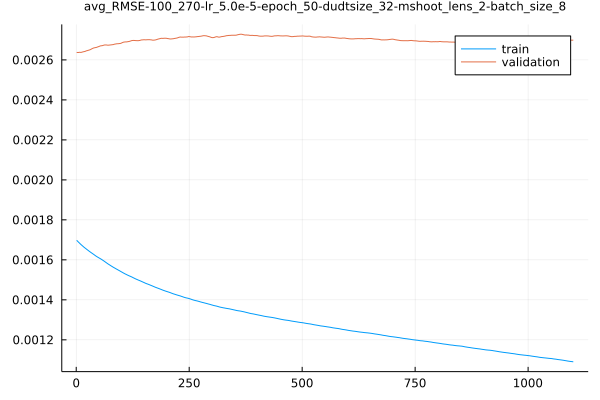 avg_RMSE-100_270-lr_5.0e-5-epoch_50-dudtsize_32-mshoot_lens_2-batch_size_8
train
validation
0.0026
0.0024
0.0022
0.0020
0.0018
0.0016
0.0014
0.0012
0 250 500 750 1000